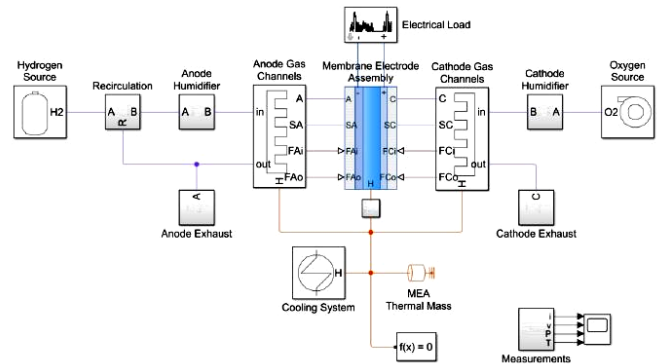 Electrical Load
- +
Hydrogen Source
Recirculation
Anode Humidifier
Anode Gas Channels
Membrane Electrode Assembly
Cathode Gas Channels
Cathode Humidifier
Oxygen Source
H2
A B
R
A B
in
out
A
SA
FAi
FAo
H
A
SA
FAi
FAo
- +
C
SC
FCi
FCo
H
C
SC
FCi
FCo
H
in
out
B A
O2
A
Anode Exhaust
C
Cathode Exhaust
H
Cooling System
MEA Thermal Mass
f(x) = 0
i
v
P
T
Measurements